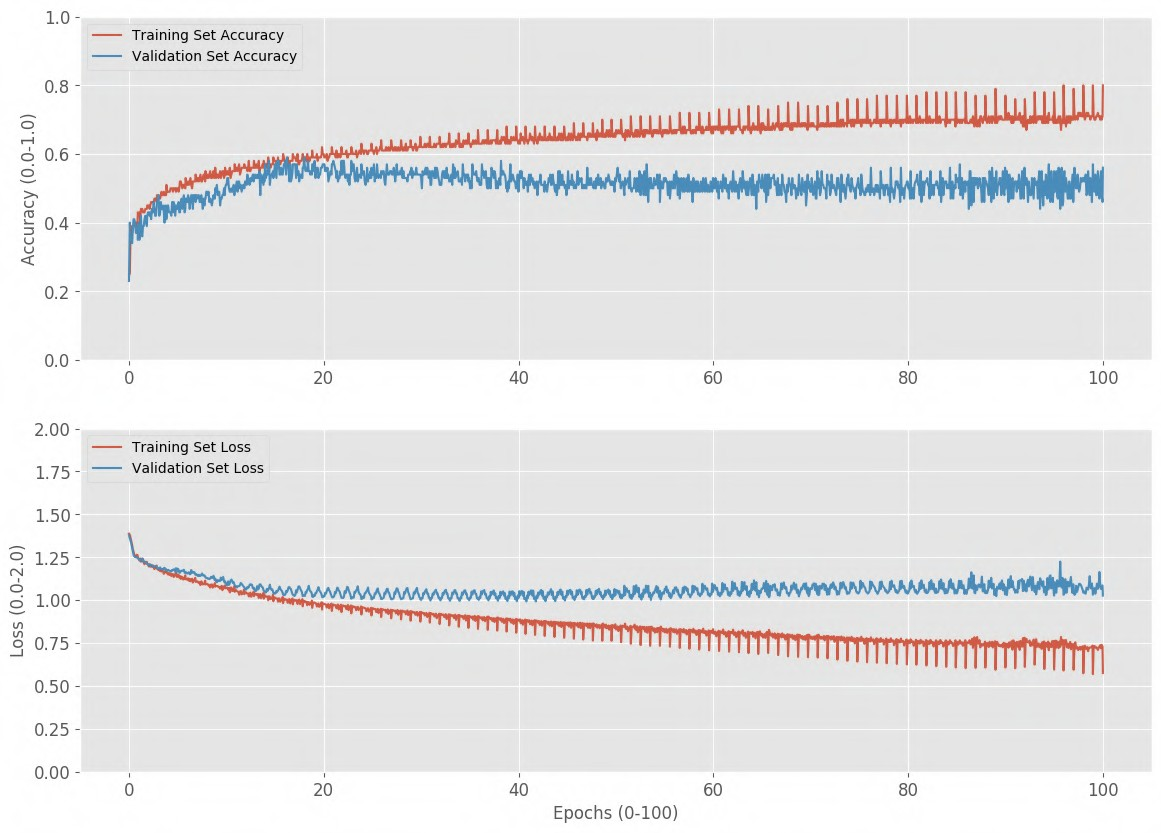 1.0
Training Set Accuracy
Validation Set Accuracy
0.8
0.6
0.4
0.2
0.0
Accuracy (0.0-1.0)
0 20 40 60 80 100
2.00
Training Set Loss
Validation Set Loss
1.75
1.50
1.25
1.00
0.75
0.50
0.25
0.00
Loss (0.0-2.0)
0 20 40 60 80 100
Epochs (0-100)